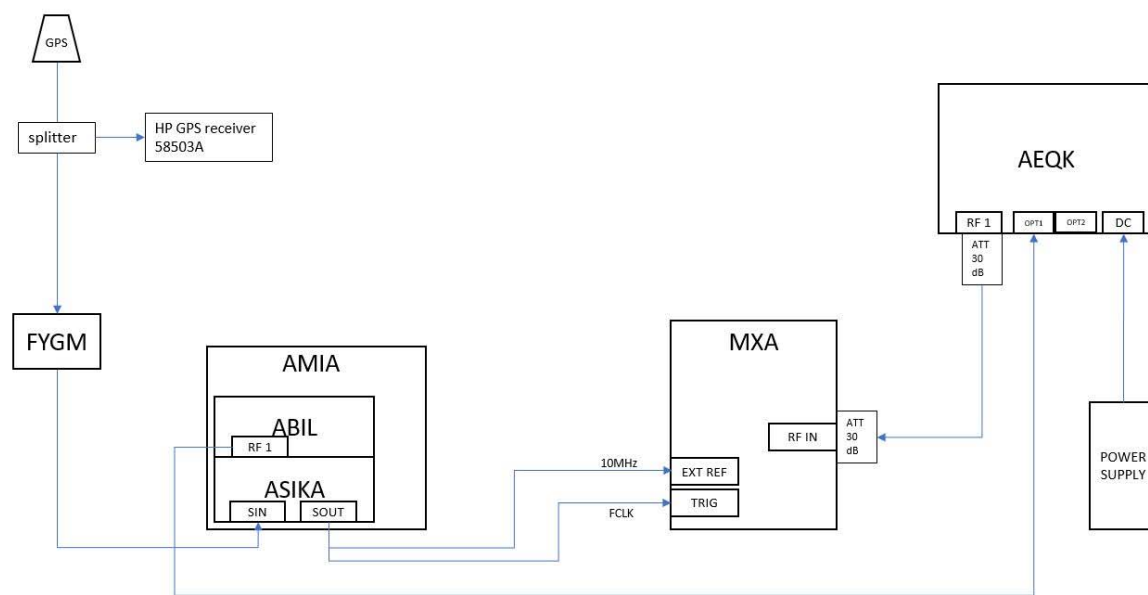 GPS
splitter
HP GPS receiver
58503A
AEQK
RF 1
OPT1
OPT2
DC
ATT
30
dB
FYGM
AMIA
ABIL
RF 1
ASIKA
SIN
SOUT
10MHz
FCLK
MXA
RF IN
ATT
30
dB
EXT REF
TRIG
POWER
SUPPLY